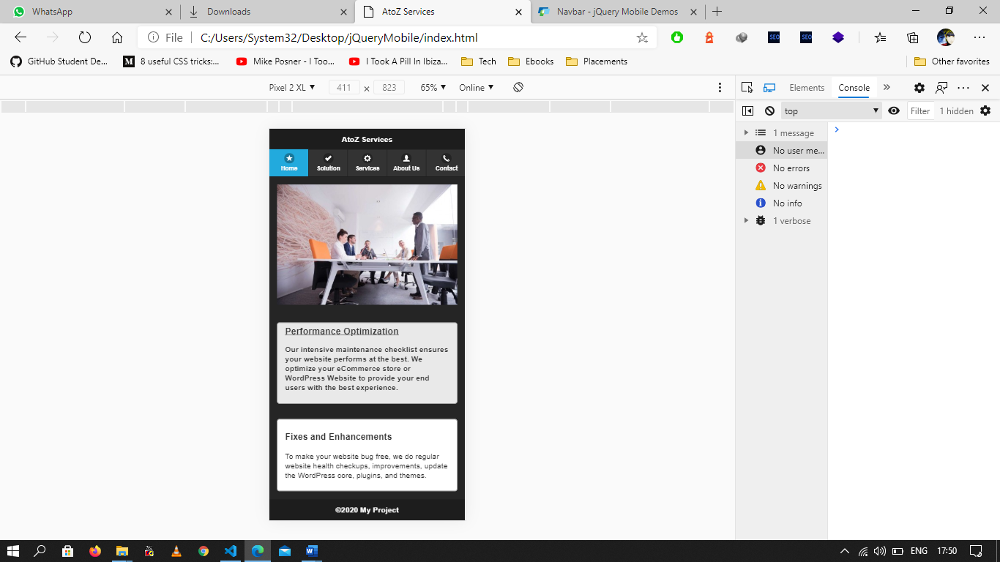 WhatsApp
Downloads
AtoZ Services
Navbar - jQuery Mobile Demos
File
C:/Users/System32/Desktop/jQueryMobile/index.html
SEO
SEO
GitHub Student De...
8 useful CSS tricks:...
Mike Posner - I Too...
I Took A Pill In Ibiza...
Tech
Ebooks
Placements
Other favorites
Pixel 2 XL ▼
411 × 823
65% ▼
Online ▼
Elements
Console
top
Filter
1 hidden
1 message
No user me...
No errors
No warnings
No info
1 verbose
AtoZ Services
Home
Solution
Services
About Us
Contact
Performance Optimization
Our intensive maintenance checklist ensures
your website performs at the best. We
optimize your eCommerce store or
WordPress Website to provide your end
users with the best experience.
Fixes and Enhancements
To make your website bug free, we do regular
website health checkups, improvements, update
the WordPress core, plugins, and themes.
©2020 My Project
ENG
17:50